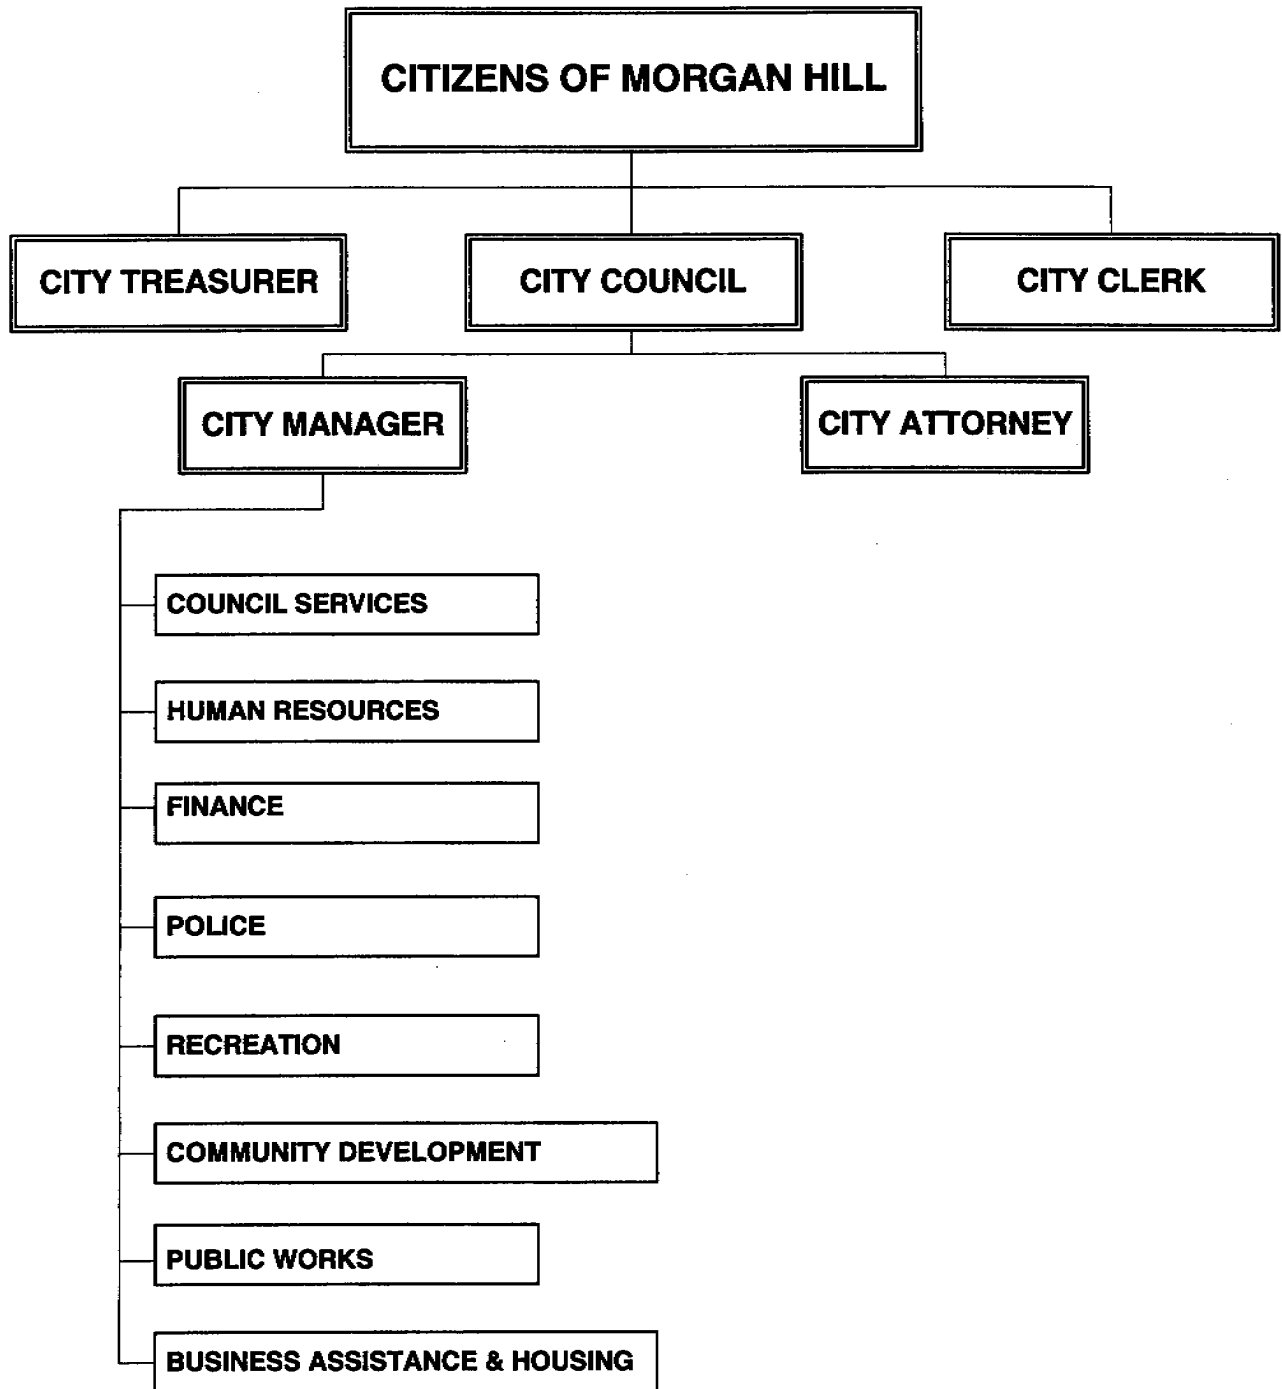 CITIZENS OF MORGAN HILL
CITY TREASURER
CITY COUNCIL
CITY CLERK
CITY MANAGER
CITY ATTORNEY
COUNCIL SERVICES
HUMAN RESOURCES
FINANCE
POLICE
RECREATION
COMMUNITY DEVELOPMENT
PUBLIC WORKS
BUSINESS ASSISTANCE & HOUSING